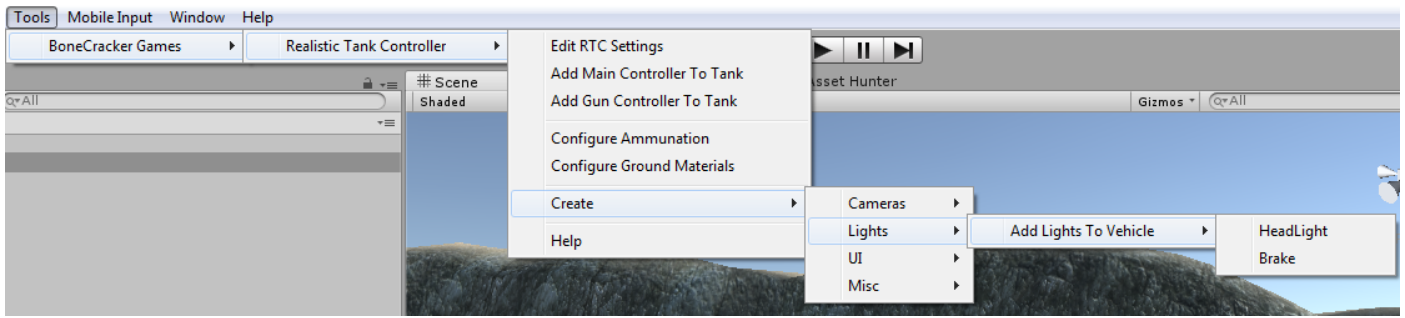 Tools Mobile Input Window Help
BoneCracker Games
Realistic Tank Controller
Edit RTC Settings
Add Main Controller To Tank
Add Gun Controller To Tank
Configure Ammunation
Configure Ground Materials
Create
Help
Cameras
Lights
UI
Misc
Add Lights To Vehicle
HeadLight
Brake
Scene
Asset Hunter
All
Shaded
Gizmos
All